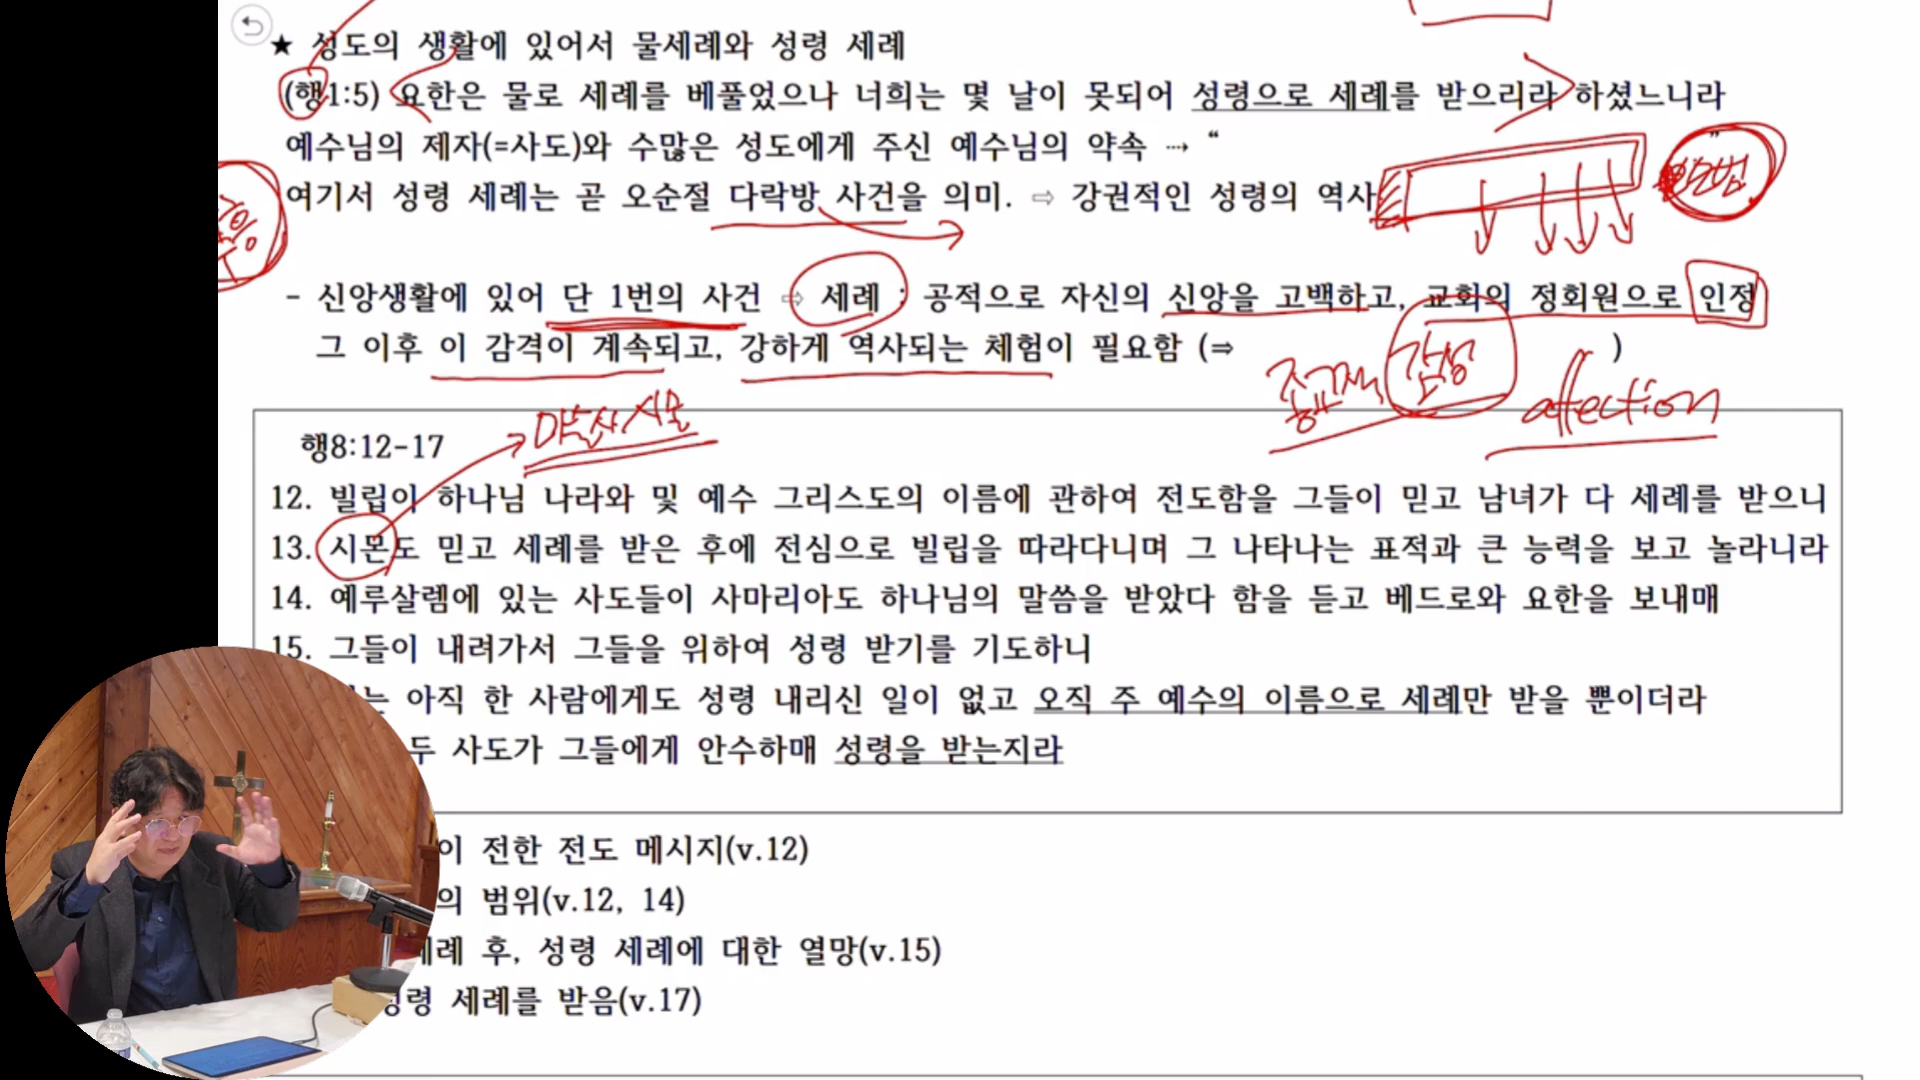 ★ 성도의 생활에 있어서 물세례와 성령 세례
(행1:5) 요한은 물로 세례를 베풀었으나 너희는 몇 날이 못되어 성령으로 세례를 받으리라 하셨느니라
예수님의 제자(=사도)와 수많은 성도에게 주신 예수님의 약속 ⇢ “ ”
여기서 성령 세례는 곧 오순절 다락방 사건을 의미. ⇨ 강권적인 성령의 역사
- 신앙생활에 있어 단 1번의 사건 ⇨ 세례 : 공적으로 자신의 신앙을 고백하고, 교회의 정회원으로 인정
그 이후 이 감격이 계속되고, 강하게 역사되는 체험이 필요함 (⇒ )
종교적 감성 affection
행8:12-17
마술사 시몬
12. 빌립이 하나님 나라와 및 예수 그리스도의 이름에 관하여 전도함을 그들이 믿고 남녀가 다 세례를 받으니
13. 시몬도 믿고 세례를 받은 후에 전심으로 빌립을 따라다니며 그 나타나는 표적과 큰 능력을 보고 놀라니라
14. 예루살렘에 있는 사도들이 사마리아도 하나님의 말씀을 받았다 함을 듣고 베드로와 요한을 보내매
15. 그들이 내려가서 그들을 위하여 성령 받기를 기도하니
는 아직 한 사람에게도 성령 내리신 일이 없고 오직 주 예수의 이름으로 세례만 받을 뿐이더라
두 사도가 그들에게 안수하매 성령을 받는지라
이 전한 전도 메시지(v.12)
의 범위(v.12, 14)
세례 후, 성령 세례에 대한 열망(v.15)
성령 세례를 받음(v.17)